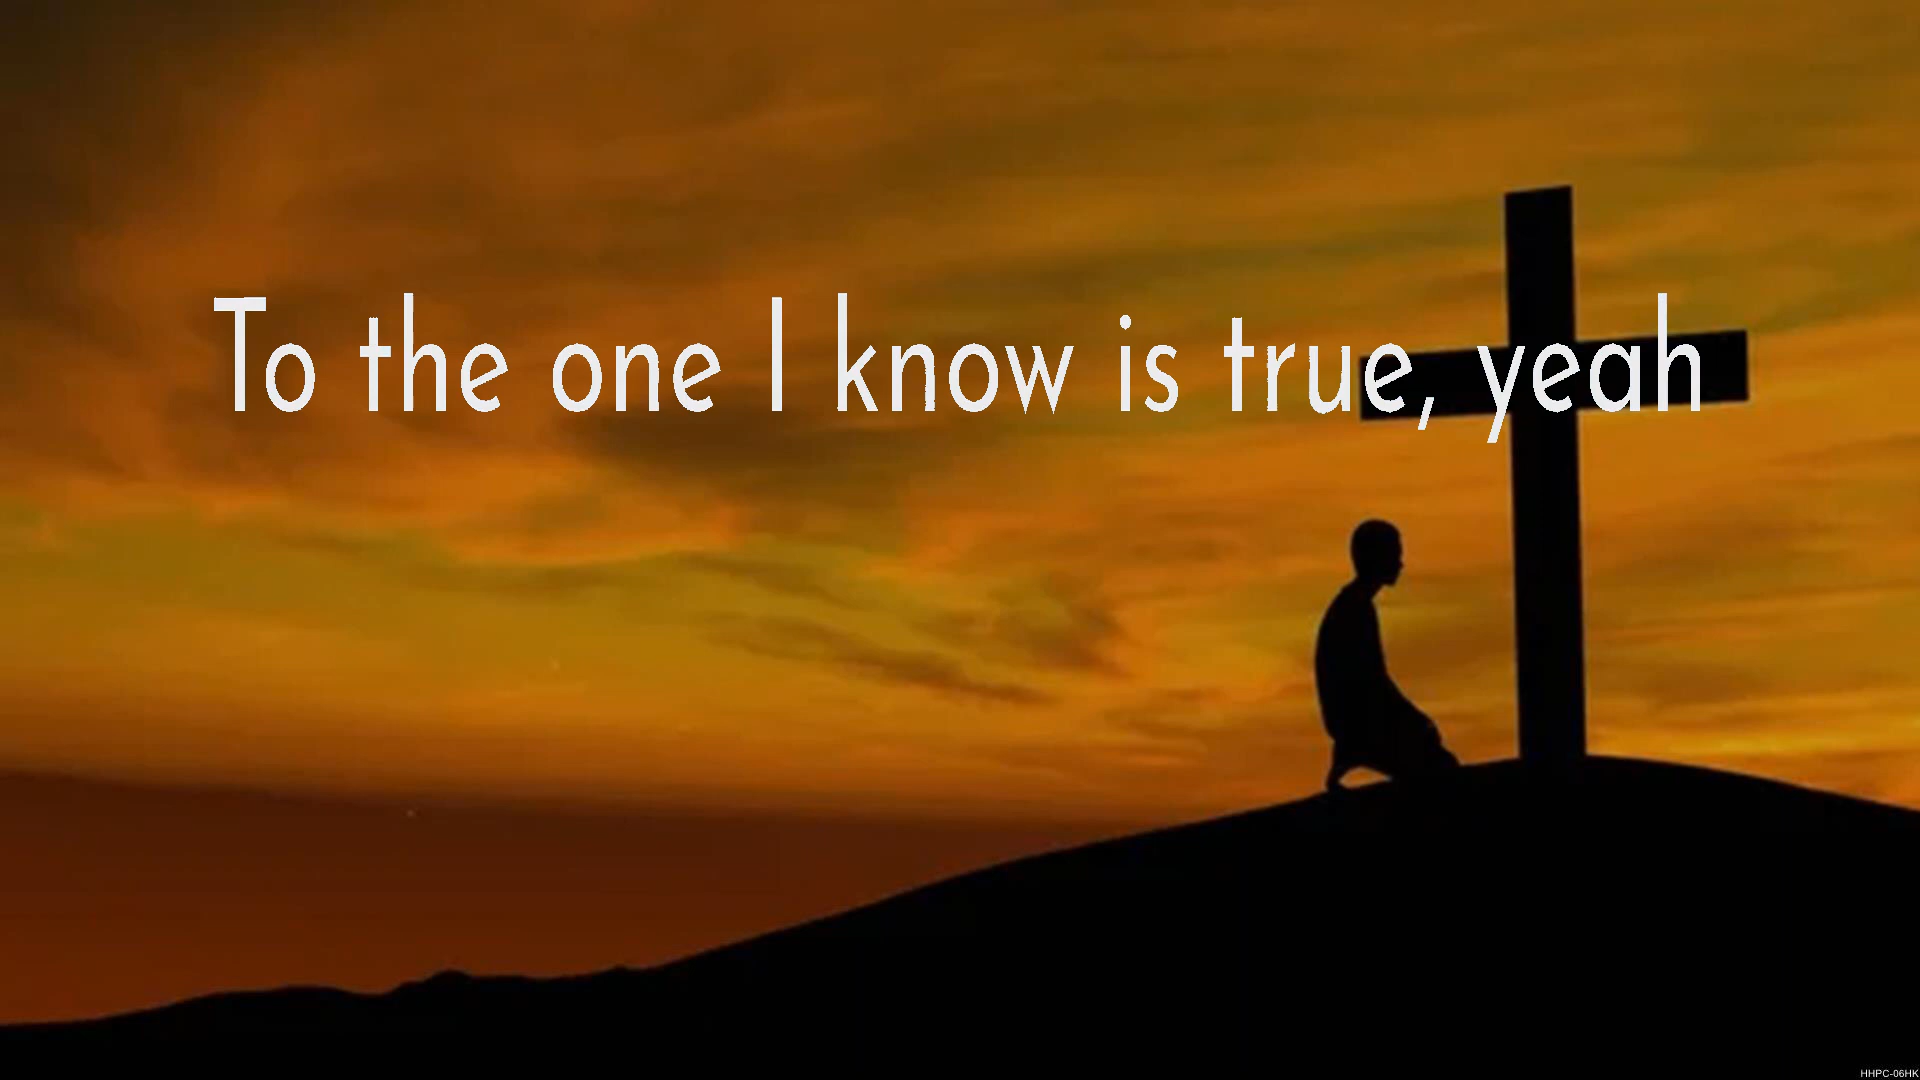 To the one I know is true, yeah
HHPC-06HK